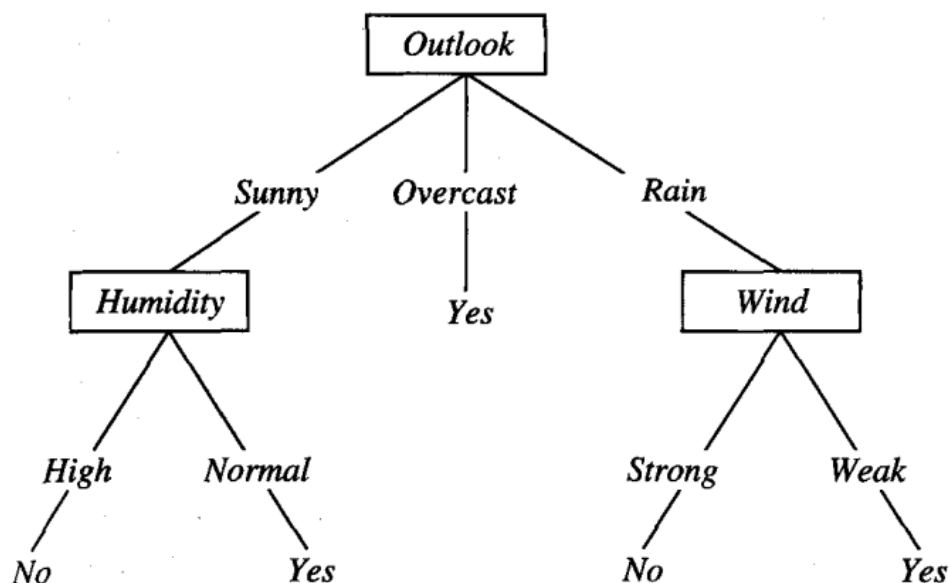 Outlook
Sunny Overcast Rain
Humidity Yes Wind
High Normal Strong Weak
No Yes No Yes